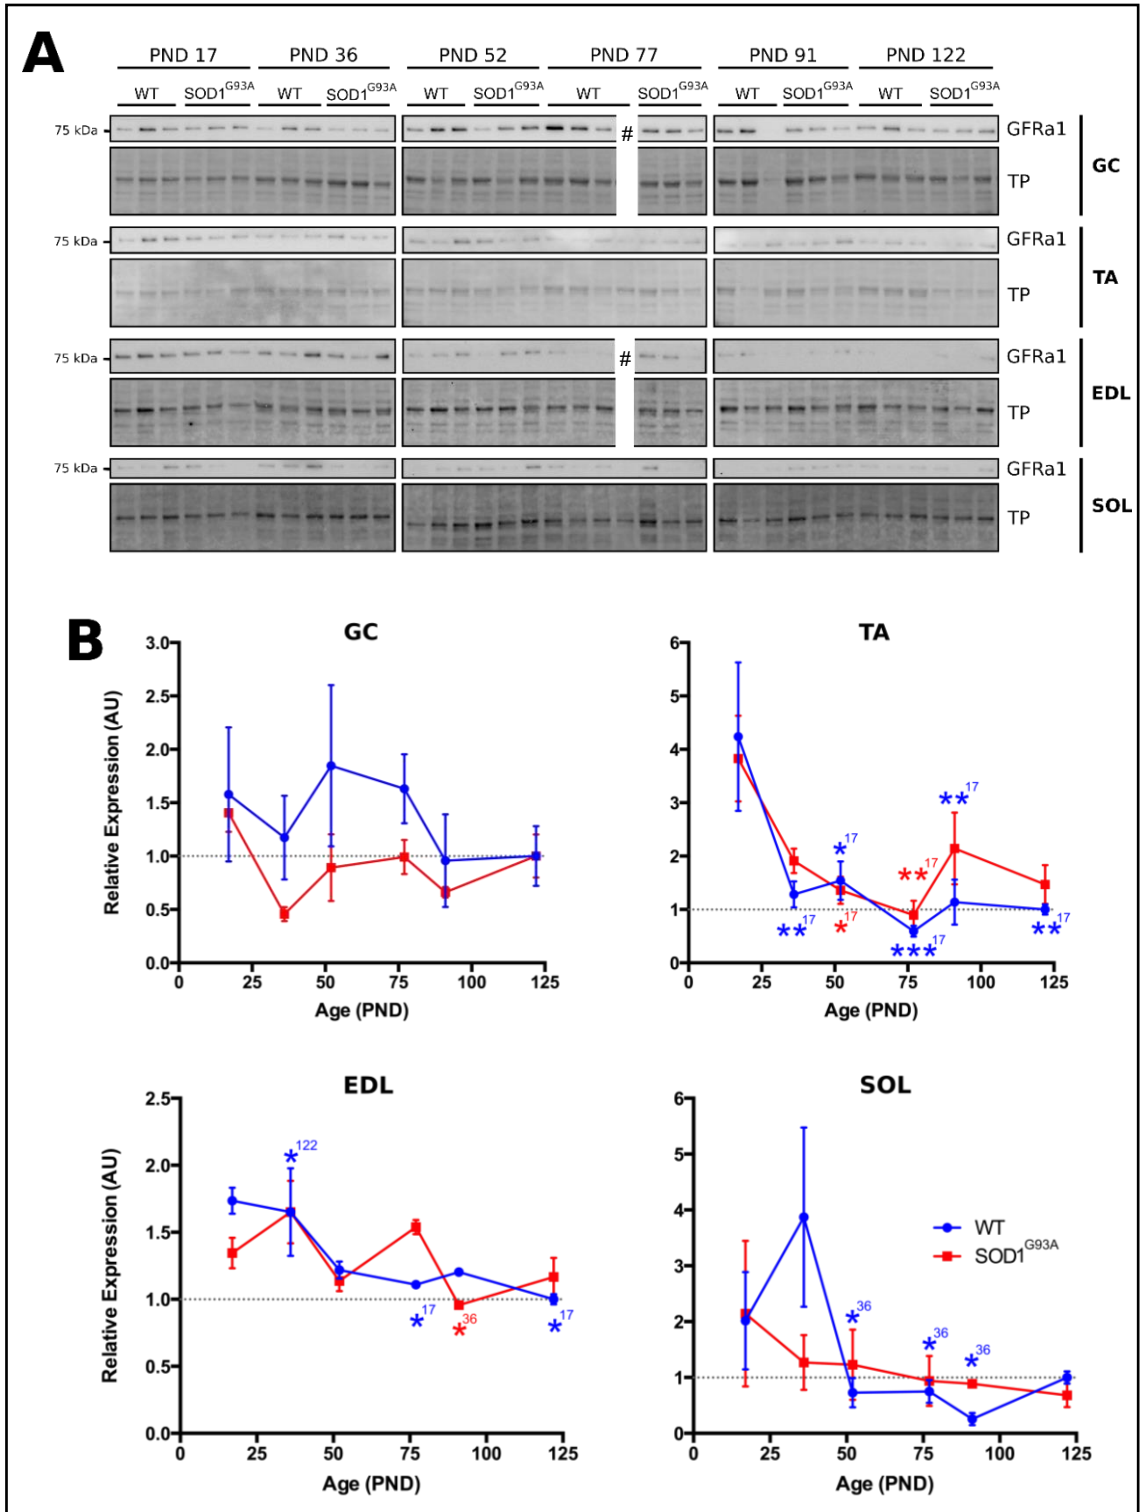 A
PND 17 PND 36 PND 52 PND 77 PND 91 PND 122
WT SOD1G93A WT SOD1G93A WT SOD1G93A WT SOD1G93A WT SOD1G93A WT SOD1G93A
75 kDa # GFRa1
TP
GC
75 kDa GFRa1
TP
TA
75 kDa # GFRa1
TP
EDL
75 kDa GFRa1
TP
SOL
B
GC
Relative Expression (AU)
3.0
2.5
2.0
1.5
1.0
0.5
0.0
0 25 50 75 100 125
Age (PND)
TA
6
5
4
3
2
1
0
**17
*17
**17
**17
*17
***17
**17
0 25 50 75 100 125
Age (PND)
EDL
Relative Expression (AU)
2.5
2.0
1.5
1.0
0.5
0.0
*122
*17
*36
*17
0 25 50 75 100 125
Age (PND)
SOL
6
5
4
3
2
1
0
WT
SOD1G93A
*36
*36
*36
0 25 50 75 100 125
Age (PND)